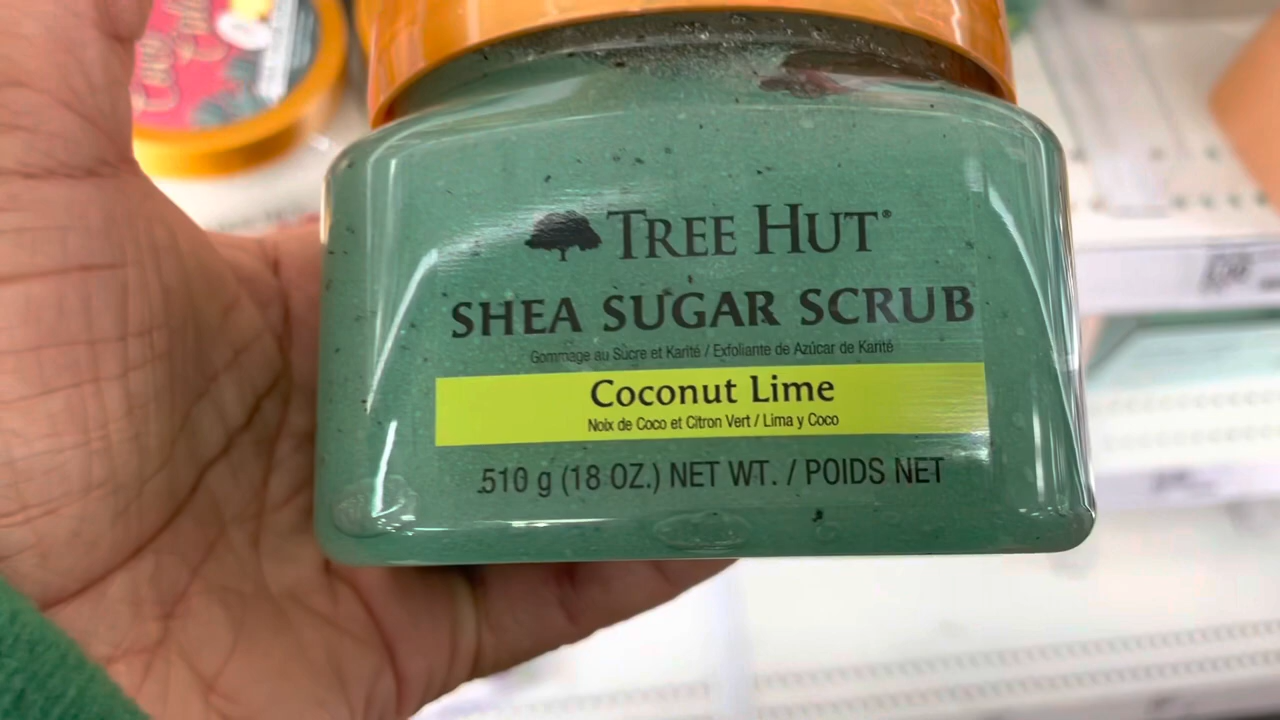 TREE HUT®
SHEA SUGAR SCRUB
Gommage au Sucre et Karité / Exfoliante de Azúcar de Karité
Coconut Lime
Noix de Coco et Citron Vert / Lima y Coco
510 g (18 OZ.) NET WT. / POIDS NET